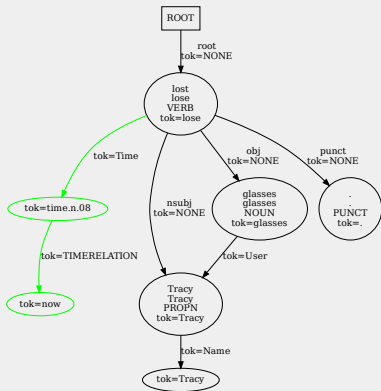 ROOT
root
tok=NONE
lost
lose
VERB
tok=lose
tok=Time
obj
tok=NONE
punct
tok=NONE
nsubj
tok=NONE
tok=time.n.08
glasses
glasses
NOUN
tok=glasses
.
.
PUNCT
tok=.
tok=TIMERELATION
tok=User
tok=now
Tracy
Tracy
PROPN
tok=Tracy
tok=Name
tok=Tracy